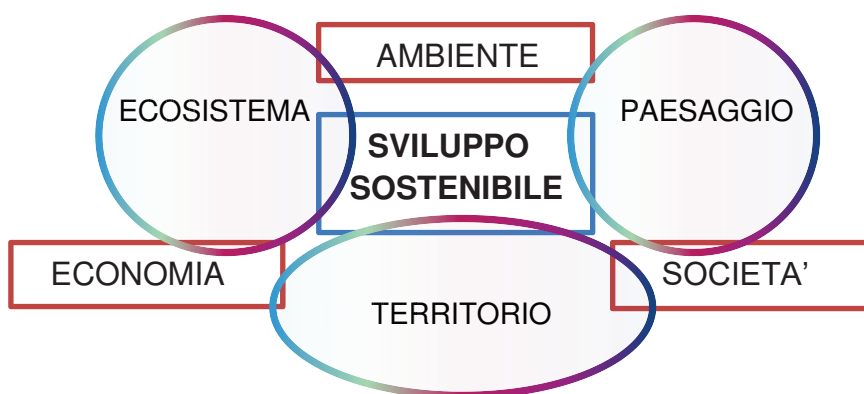 AMBIENTE
ECOSISTEMA
PAESAGGIO
SVILUPPO
SOSTENIBILE
ECONOMIA
SOCIETA’
TERRITORIO